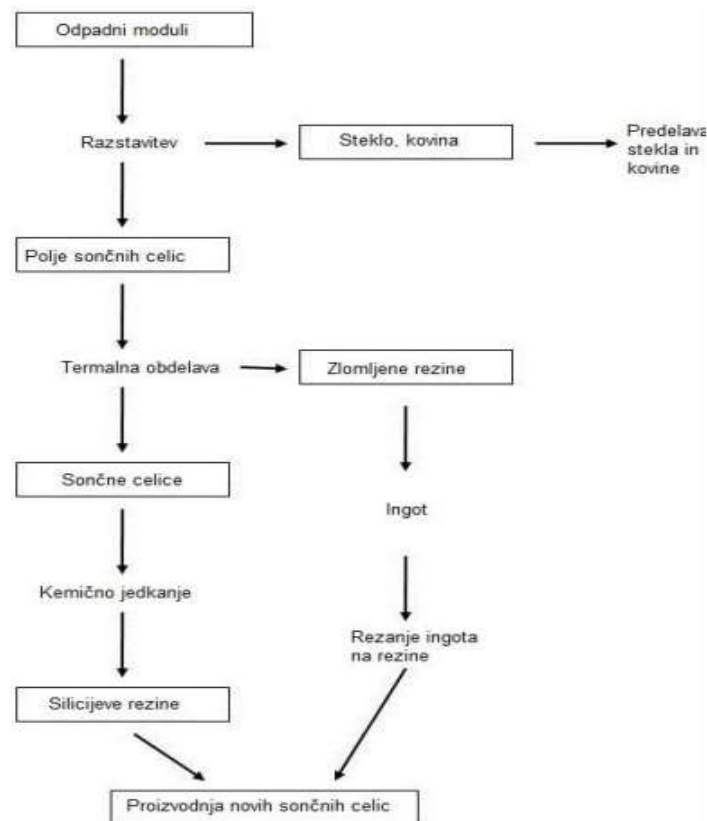 Odpadni moduli
Razstavitev
Steklo, kovina
Predelava
stekla in
kovine
Polje sončnih celic
Termalna obdelava
Zlomljene rezine
Sončne celice
Ingot
Kemično jedkanje
Rezanje ingota
na rezine
Silicijeve rezine
Proizvodnja novih sončnih celic